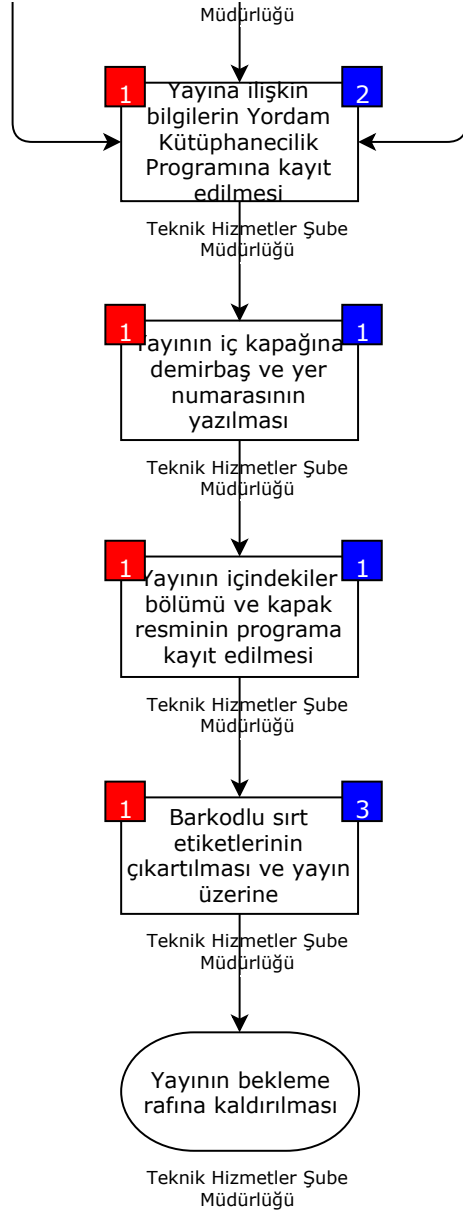 Müdürlüğü
1
2
Yayına ilişkin
bilgilerin Yordam
Kütüphanecilik
Programına kayıt
edilmesi
Teknik Hizmetler Şube
Müdürlüğü
1
1
Yayının iç kapağına
demirbaş ve yer
numarasının
yazılması
Teknik Hizmetler Şube
Müdürlüğü
1
1
Yayının içindekiler
bölümü ve kapak
resminin programa
kayıt edilmesi
Teknik Hizmetler Şube
Müdürlüğü
1
3
Barkodlu sırt
etiketlerinin
çıkartılması ve yayın
üzerine
Teknik Hizmetler Şube
Müdürlüğü
Yayının bekleme
rafına kaldırılması
Teknik Hizmetler Şube
Müdürlüğü